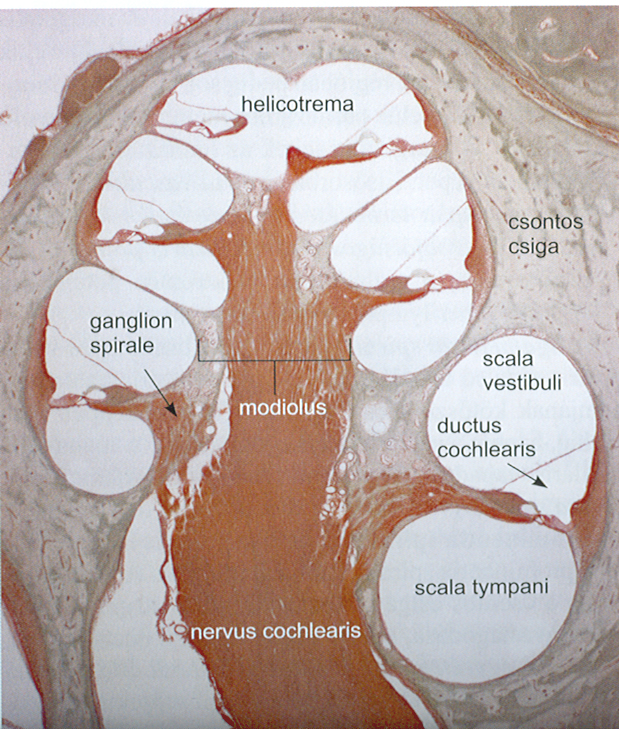 helicotrema
csontos
csiga
ganglion
spirale
scala
vestibuli
modiolus
ductus
cochlearis
scala tympani
nervus cochlearis